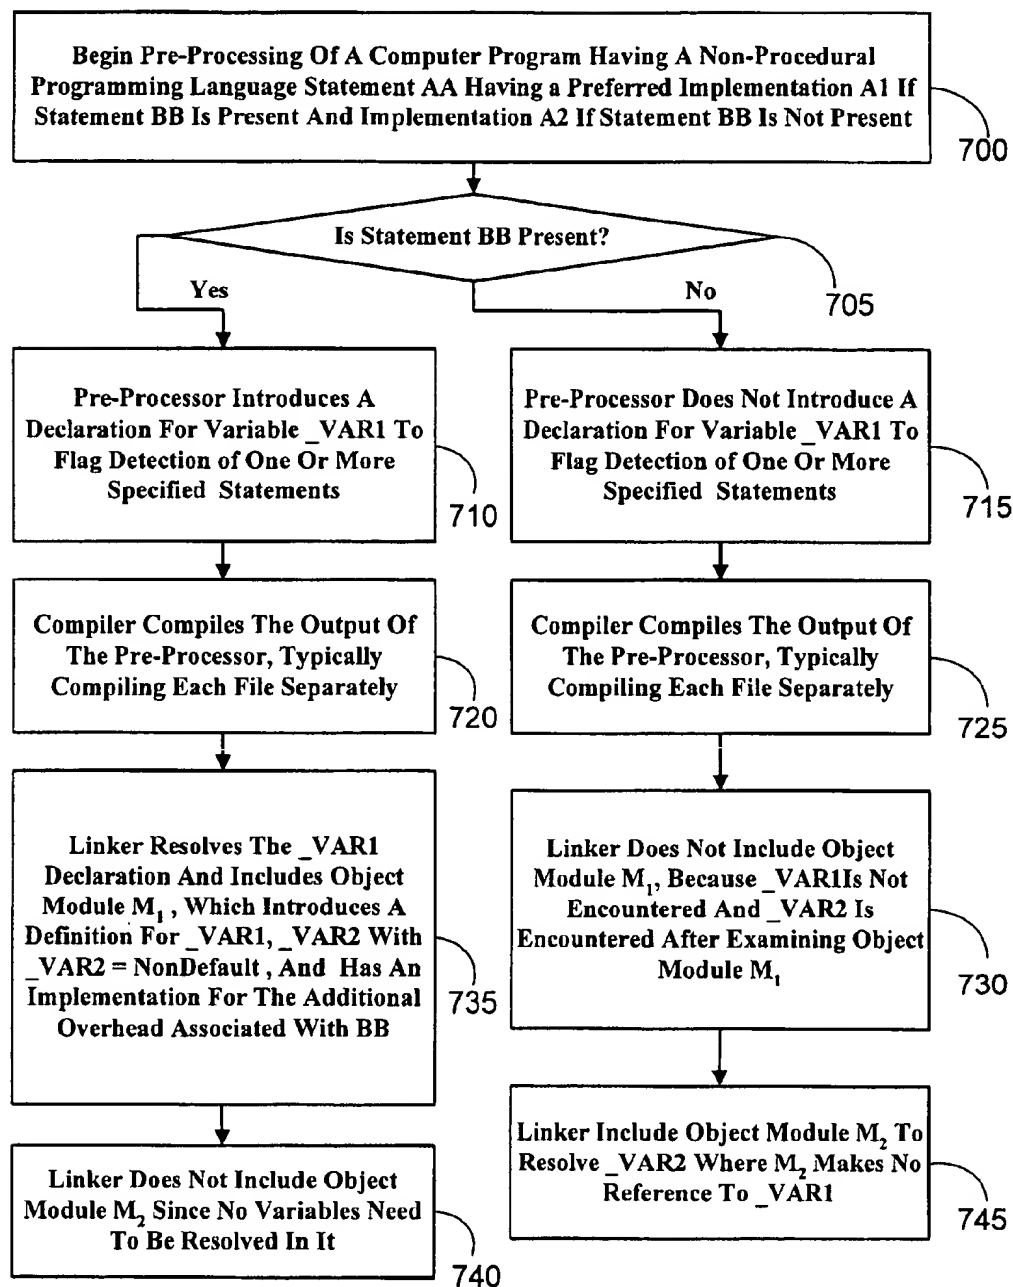 Begin Pre-Processing Of A Computer Program Having A Non-Procedural
Programming Language Statement AA Having a Preferred Implementation A1 If
Statement BB Is Present And Implementation A2 If Statement BB Is Not Present
700
Is Statement BB Present?
705
Yes
No
Pre-Processor Introduces A
Declaration For Variable _VAR1 To
Flag Detection of One Or More
Specified Statements
710
Pre-Processor Does Not Introduce A
Declaration For Variable _VAR1 To
Flag Detection of One Or More
Specified Statements
715
Compiler Compiles The Output Of
The Pre-Processor, Typically
Compiling Each File Separately
720
Compiler Compiles The Output Of
The Pre-Processor, Typically
Compiling Each File Separately
725
Linker Resolves The _VAR1
Declaration And Includes Object
Module M₁, Which Introduces A
Definition For _VAR1, _VAR2 With
_VAR2 = NonDefault, And Has An
Implementation For The Additional
Overhead Associated With BB
735
Linker Does Not Include Object
Module M₁, Because _VAR1Is Not
Encountered And _VAR2 Is
Encountered After Examining Object
Module M₁
730
Linker Does Not Include Object
Module M₂ Since No Variables Need
To Be Resolved In It
740
Linker Include Object Module M₂ To
Resolve _VAR2 Where M₂ Makes No
Reference To _VAR1
745